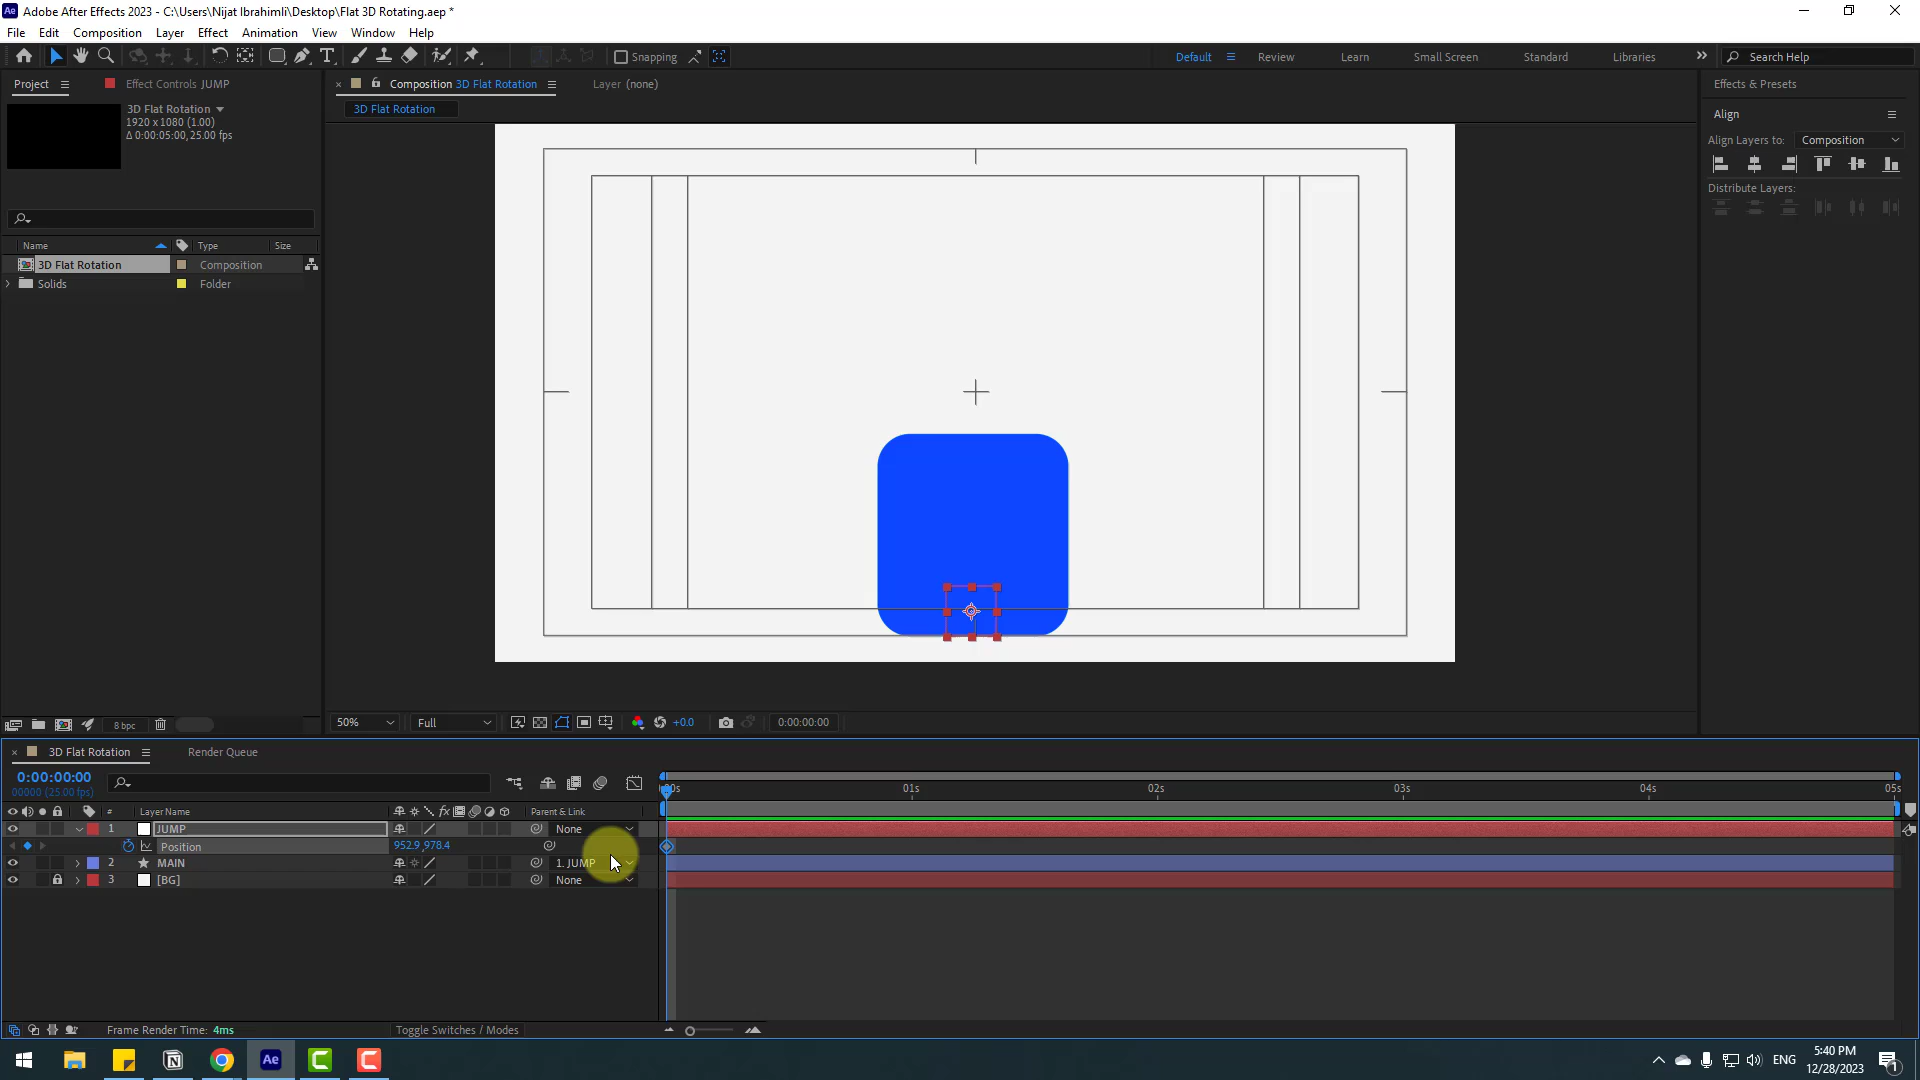 Ae Adobe After Effects 2023 - C:\Users\Nijat Ibrahimli\Desktop\Flat 3D Rotating.aep *
File Edit Composition Layer Effect Animation View Window Help
Snapping Default Review Learn Small Screen Standard Libraries Search Help
Project Effect Controls JUMP Composition 3D Flat Rotation Layer (none) Effects & Presets
3D Flat Rotation
1920 x 1080 (1.00)
Δ 0:00:05:00, 25.00 fps
3D Flat Rotation
Align
Align Layers to: Composition
Distribute Layers:
Name Type Size
3D Flat Rotation Composition
Solids Folder
8 bpc 50% Full +0.0 0:00:00:00
3D Flat Rotation Render Queue
0:00:00:00
00000 (25.00 fps)
01s 02s 03s 04s 05s
# Layer Name fx Parent & Link
1 JUMP None
Position 952.9,978.4
2 MAIN 1. JUMP
3 [BG] None
Frame Render Time: 4ms Toggle Switches / Modes
Ae C C ENG 5:40 PM
12/28/2023 1